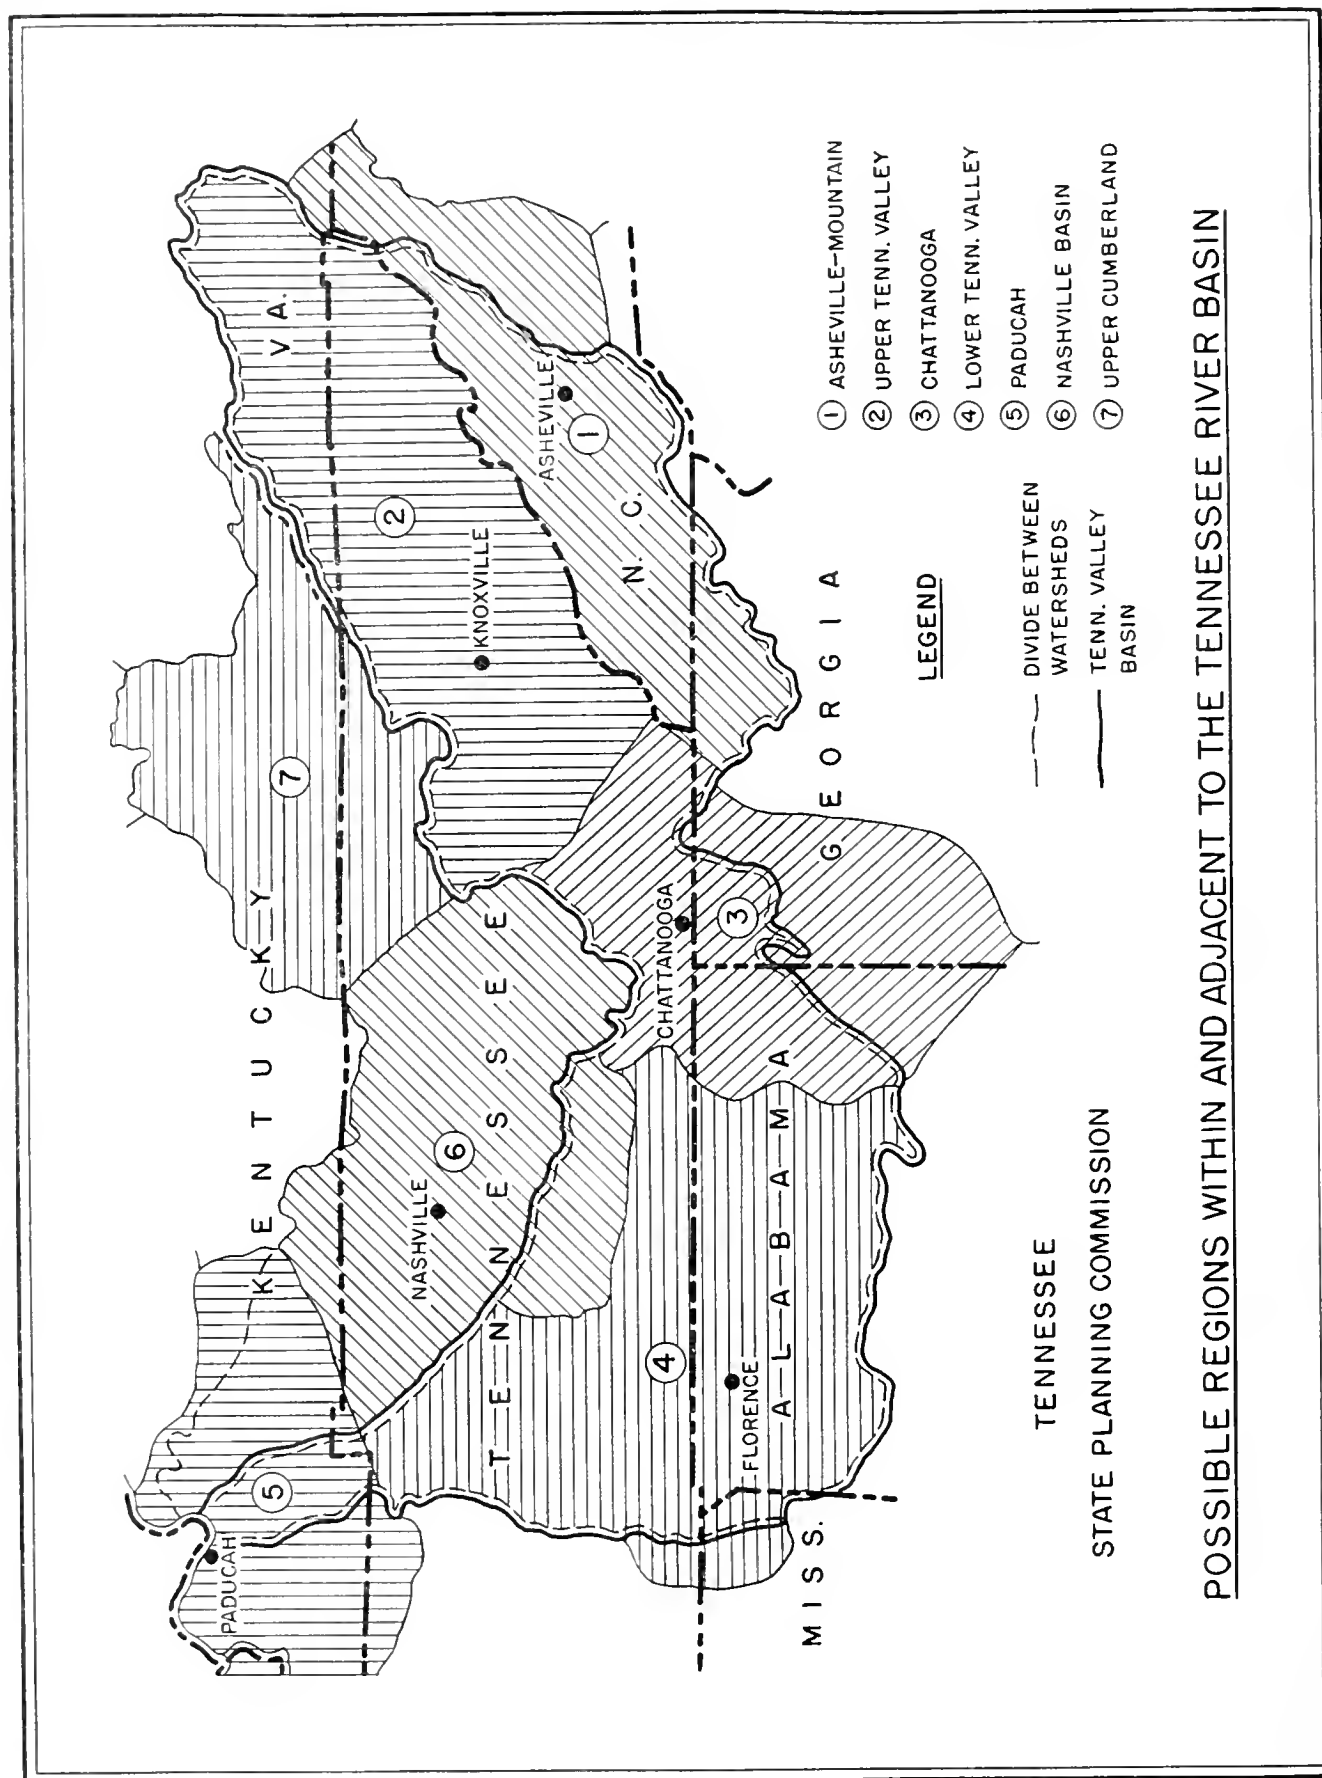 KENTUCKY
VA.
TENNESSEE
N. C.
GEORGIA
ALABAMA
MISS.
PADUCAH
NASHVILLE
KNOXVILLE
ASHEVILLE
CHATTANOOGA
FLORENCE
5
7
2
6
1
3
4
TENNESSEE
STATE PLANNING COMMISSION
LEGEND
DIVIDE BETWEEN
WATERSHEDS
TENN. VALLEY
BASIN
1 ASHEVILLE-MOUNTAIN
2 UPPER TENN. VALLEY
3 CHATTANOOGA
4 LOWER TENN. VALLEY
5 PADUCAH
6 NASHVILLE BASIN
7 UPPER CUMBERLAND
POSSIBLE REGIONS WITHIN AND ADJACENT TO THE TENNESSEE RIVER BASIN